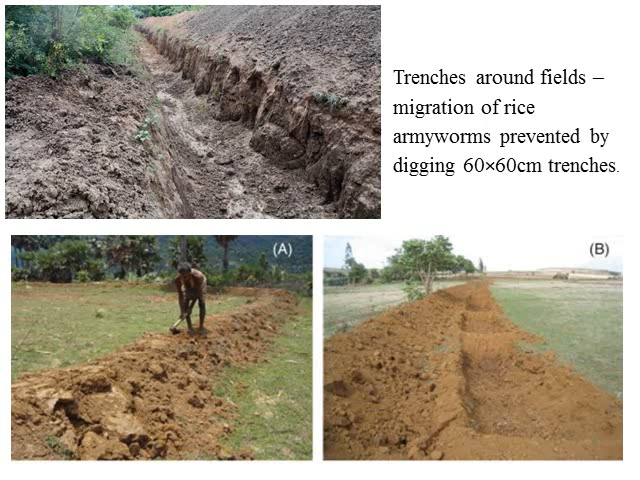 Trenches around fields –
migration of rice
armyworms prevented by
digging 60×60cm trenches.
(A)
(B)